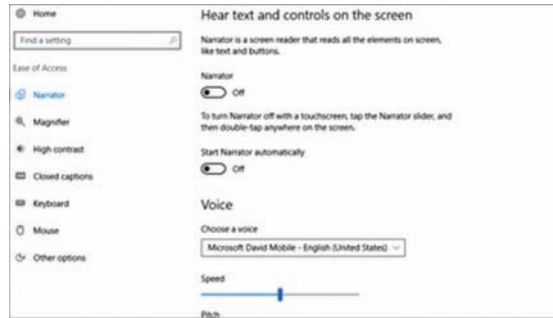 Home
Find a setting
Ease of Access
Narrator
Magnifier
High contrast
Closed captions
Keyboard
Mouse
Other options
Hear text and controls on the screen
Narrator is a screen reader that reads all the elements on screen,
like text and buttons.
Narrator
Off
To turn Narrator off with a touchscreen, tap the Narrator slider, and
then double-tap anywhere on the screen.
Start Narrator automatically
Off
Voice
Choose a voice
Microsoft David Mobile - English (United States)
Speed
Pitch